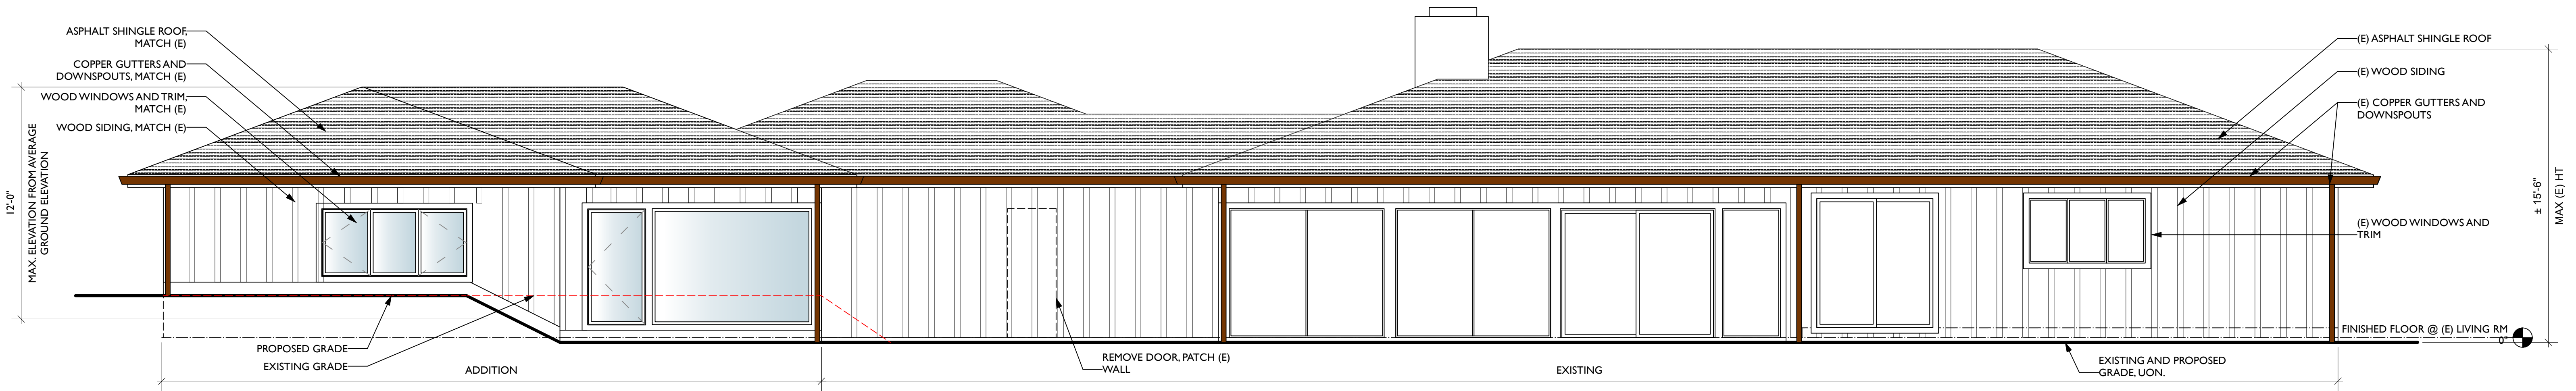 ASPHALT SHINGLE ROOF,
MATCH (E)
COPPER GUTTERS AND
DOWNSPOUTS, MATCH (E)
WOOD WINDOWS AND TRIM,
MATCH (E)
WOOD SIDING, MATCH (E)
12'-0"
MAX. ELEVATION FROM AVERAGE
GROUND ELEVATION
PROPOSED GRADE
EXISTING GRADE
ADDITION
REMOVE DOOR, PATCH (E)
WALL
EXISTING
(E) ASPHALT SHINGLE ROOF
(E) WOOD SIDING
(E) COPPER GUTTERS AND
DOWNSPOUTS
(E) WOOD WINDOWS AND
TRIM
± 15'-6"
MAX (E) HT
FINISHED FLOOR @ (E) LIVING RM
0"
EXISTING AND PROPOSED
GRADE, UON.